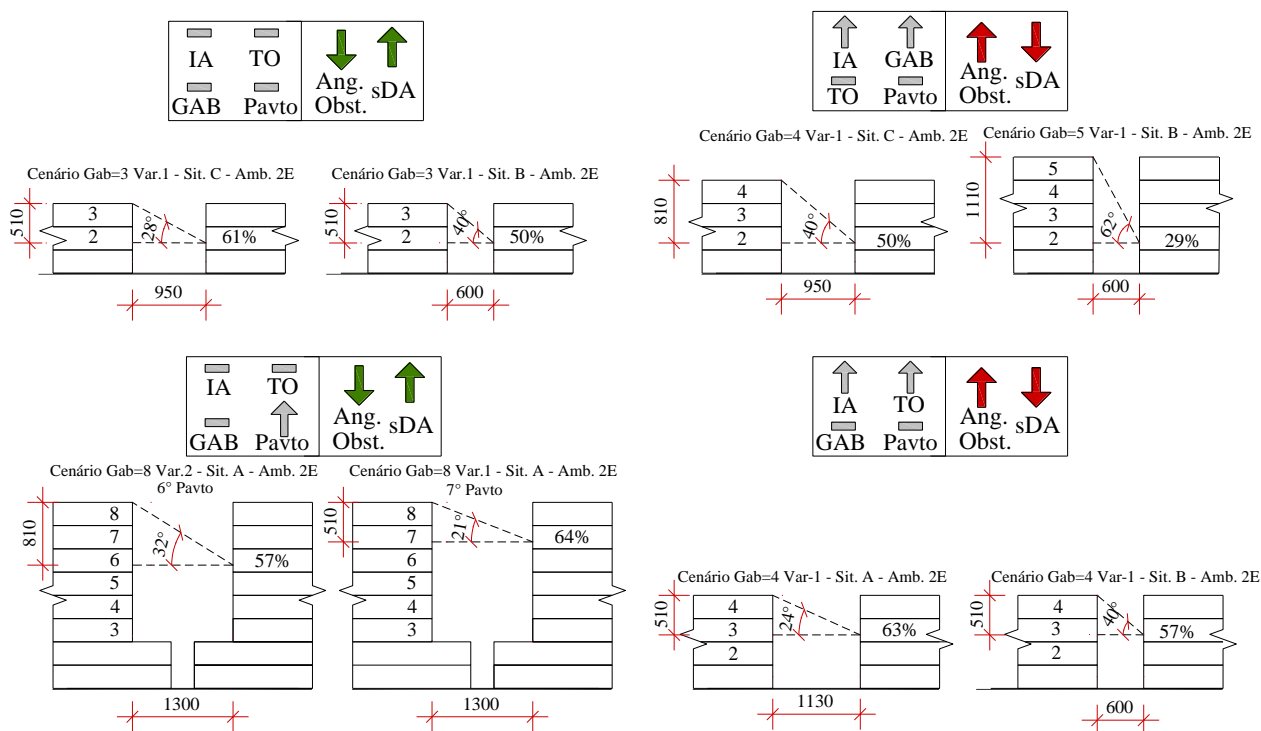 IA TO
GAB Pavto
Ang. Obst. sDA
Cenário Gab=3 Var.1 - Sit. C - Amb. 2E
510
3
2
28°
61%
950
Cenário Gab=3 Var.1 - Sit. B - Amb. 2E
510
3
2
40°
50%
600
IA GAB
TO Pavto
Ang. Obst. sDA
Cenário Gab=4 Var-1 - Sit. C - Amb. 2E
810
4
3
2
40°
50%
950
Cenário Gab=5 Var-1 - Sit. B - Amb. 2E
1110
5
4
3
2
62°
29%
600
IA TO
GAB Pavto
Ang. Obst. sDA
Cenário Gab=8 Var.2 - Sit. A - Amb. 2E
6° Pavto
810
8
7
6
5
4
3
32°
57%
1300
Cenário Gab=8 Var.1 - Sit. A - Amb. 2E
7° Pavto
510
8
7
6
5
4
3
21°
64%
1300
IA TO
GAB Pavto
Ang. Obst. sDA
Cenário Gab=4 Var-1 - Sit. A - Amb. 2E
510
4
3
2
24°
63%
1130
Cenário Gab=4 Var-1 - Sit. B - Amb. 2E
510
4
3
2
40°
57%
600